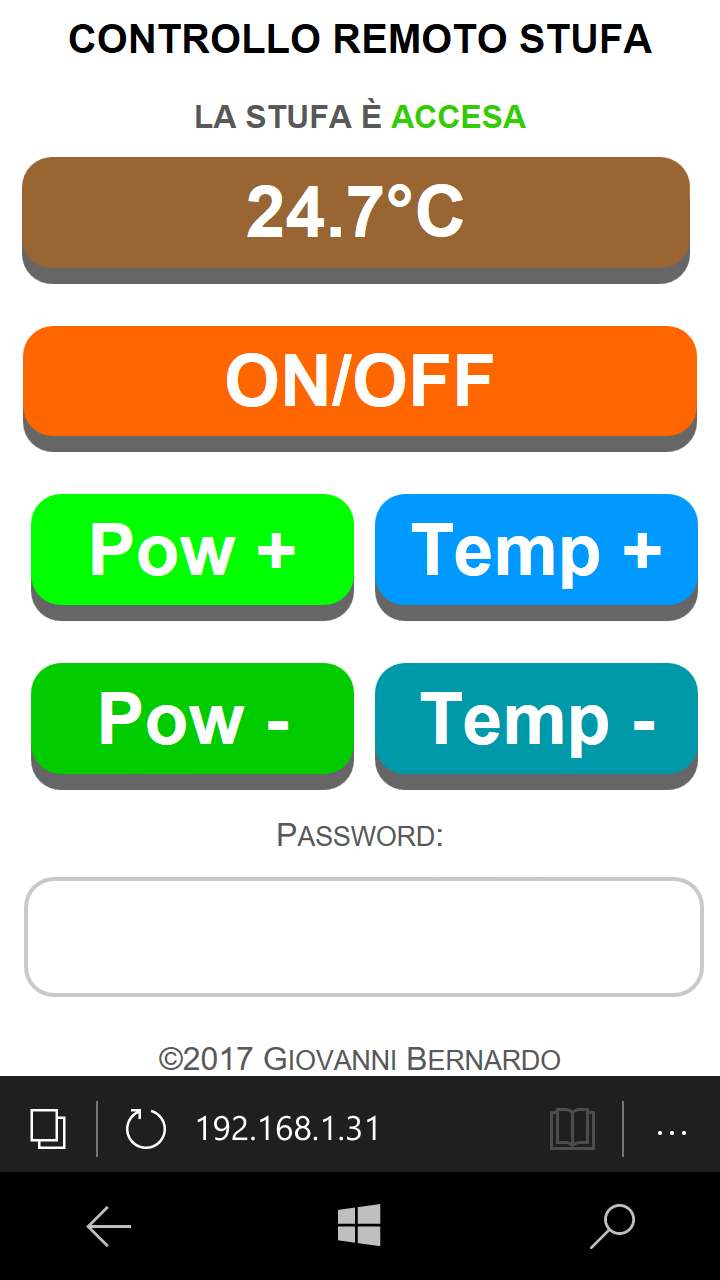 CONTROLLO REMOTO STUFA
LA STUFA È ACCESA
24.7°C
ON/OFF
Pow + Temp +
Pow - Temp -
PASSWORD:
©2017 GIOVANNI BERNARDO
192.168.1.31